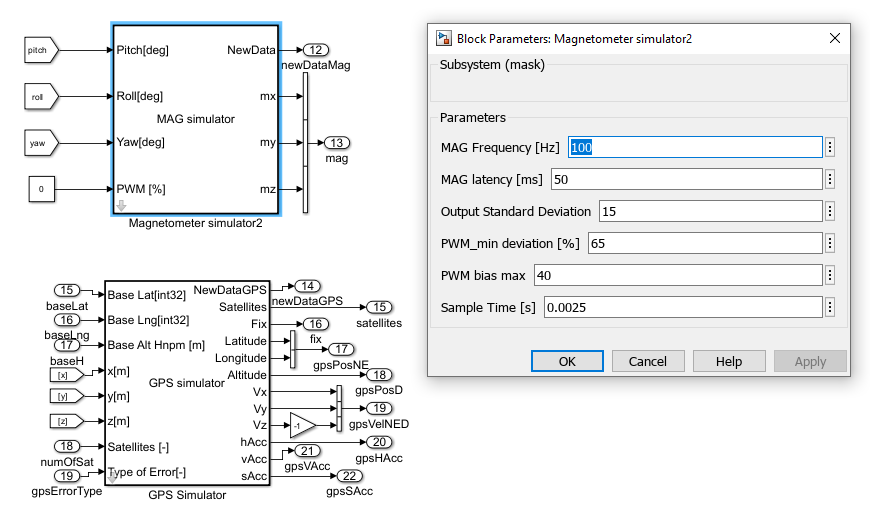 pitch
roll
yaw
0
Pitch[deg]
Roll[deg]
Yaw[deg]
PWM [%]
MAG simulator
NewData
mx
my
mz
Magnetometer simulator2
12
newDataMag
13
mag
15
baseLat
16
baseLng
17
baseH
[x]
[y]
[z]
18
numOfSat
19
gpsErrorType
Base Lat[int32]
Base Lng[int32]
Base Alt Hnpm [m]
x[m]
y[m]
z[m]
Satellites [-]
Type of Error[-]
GPS simulator
NewDataGPS
Satellites
Fix
Latitude
Longitude
Altitude
Vx
Vy
Vz
hAcc
vAcc
sAcc
GPS Simulator
-1
14
newDataGPS
15
satellites
16
fix
17
gpsPosNE
18
gpsPosD
19
gpsVelNED
20
gpsHAcc
21
gpsVAcc
22
gpsSAcc
Block Parameters: Magnetometer simulator2
Subsystem (mask)
Parameters
MAG Frequency [Hz] 100
MAG latency [ms] 50
Output Standard Deviation 15
PWM_min deviation [%] 65
PWM bias max 40
Sample Time [s] 0.0025
OK Cancel Help Apply